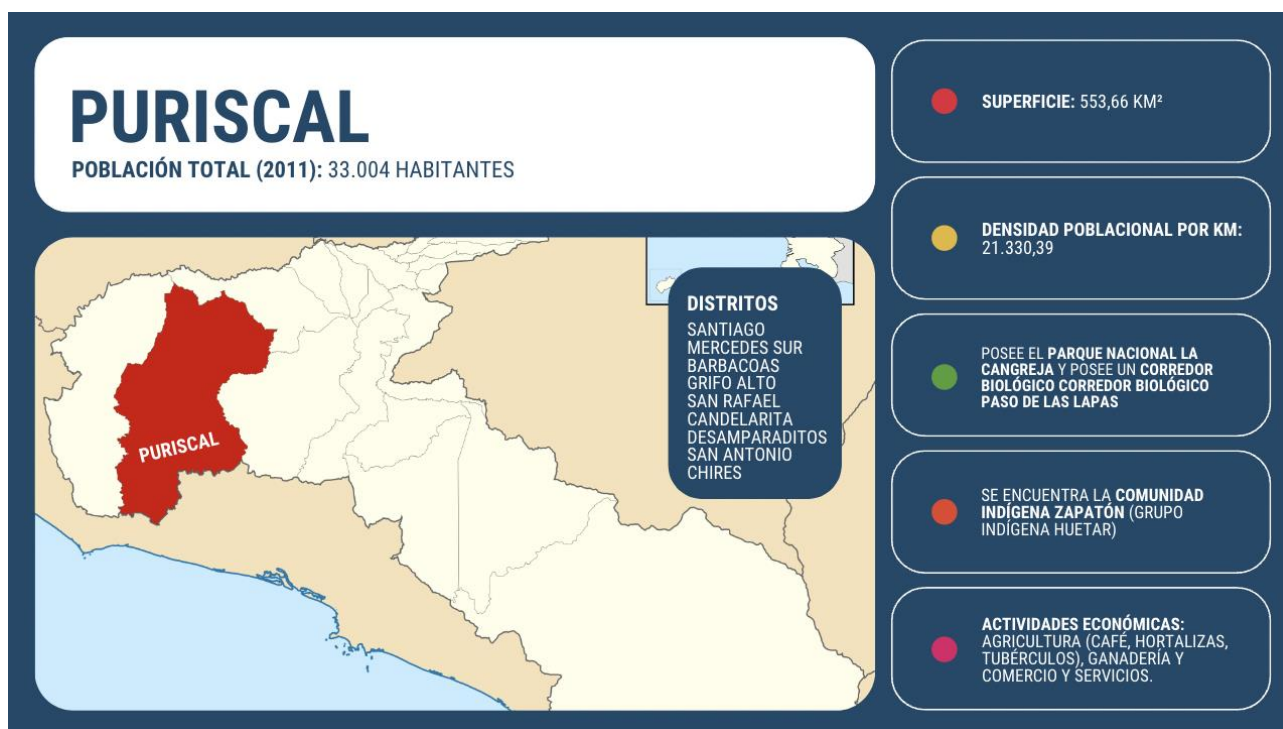 PURISCAL
POBLACIÓN TOTAL (2011): 33.004 HABITANTES
PURISCAL
DISTRITOS
SANTIAGO
MERCEDES SUR
BARBACOAS
GRIFO ALTO
SAN RAFAEL
CANDELARITA
DESAMPARADITOS
SAN ANTONIO
CHIRES
SUPERFICIE: 553,66 KM²
DENSIDAD POBLACIONAL POR KM:
21.330,39
POSEE EL PARQUE NACIONAL LA
CANGREJA Y POSEE UN CORREDOR
BIOLÓGICO CORREDOR BIOLÓGICO
PASO DE LAS LAPAS
SE ENCUENTRA LA COMUNIDAD
INDÍGENA ZAPATÓN (GRUPO
INDÍGENA HUETAR)
ACTIVIDADES ECONÓMICAS:
AGRICULTURA (CAFÉ, HORTALIZAS,
TUBÉRCULOS), GANADERÍA Y
COMERCIO Y SERVICIOS.